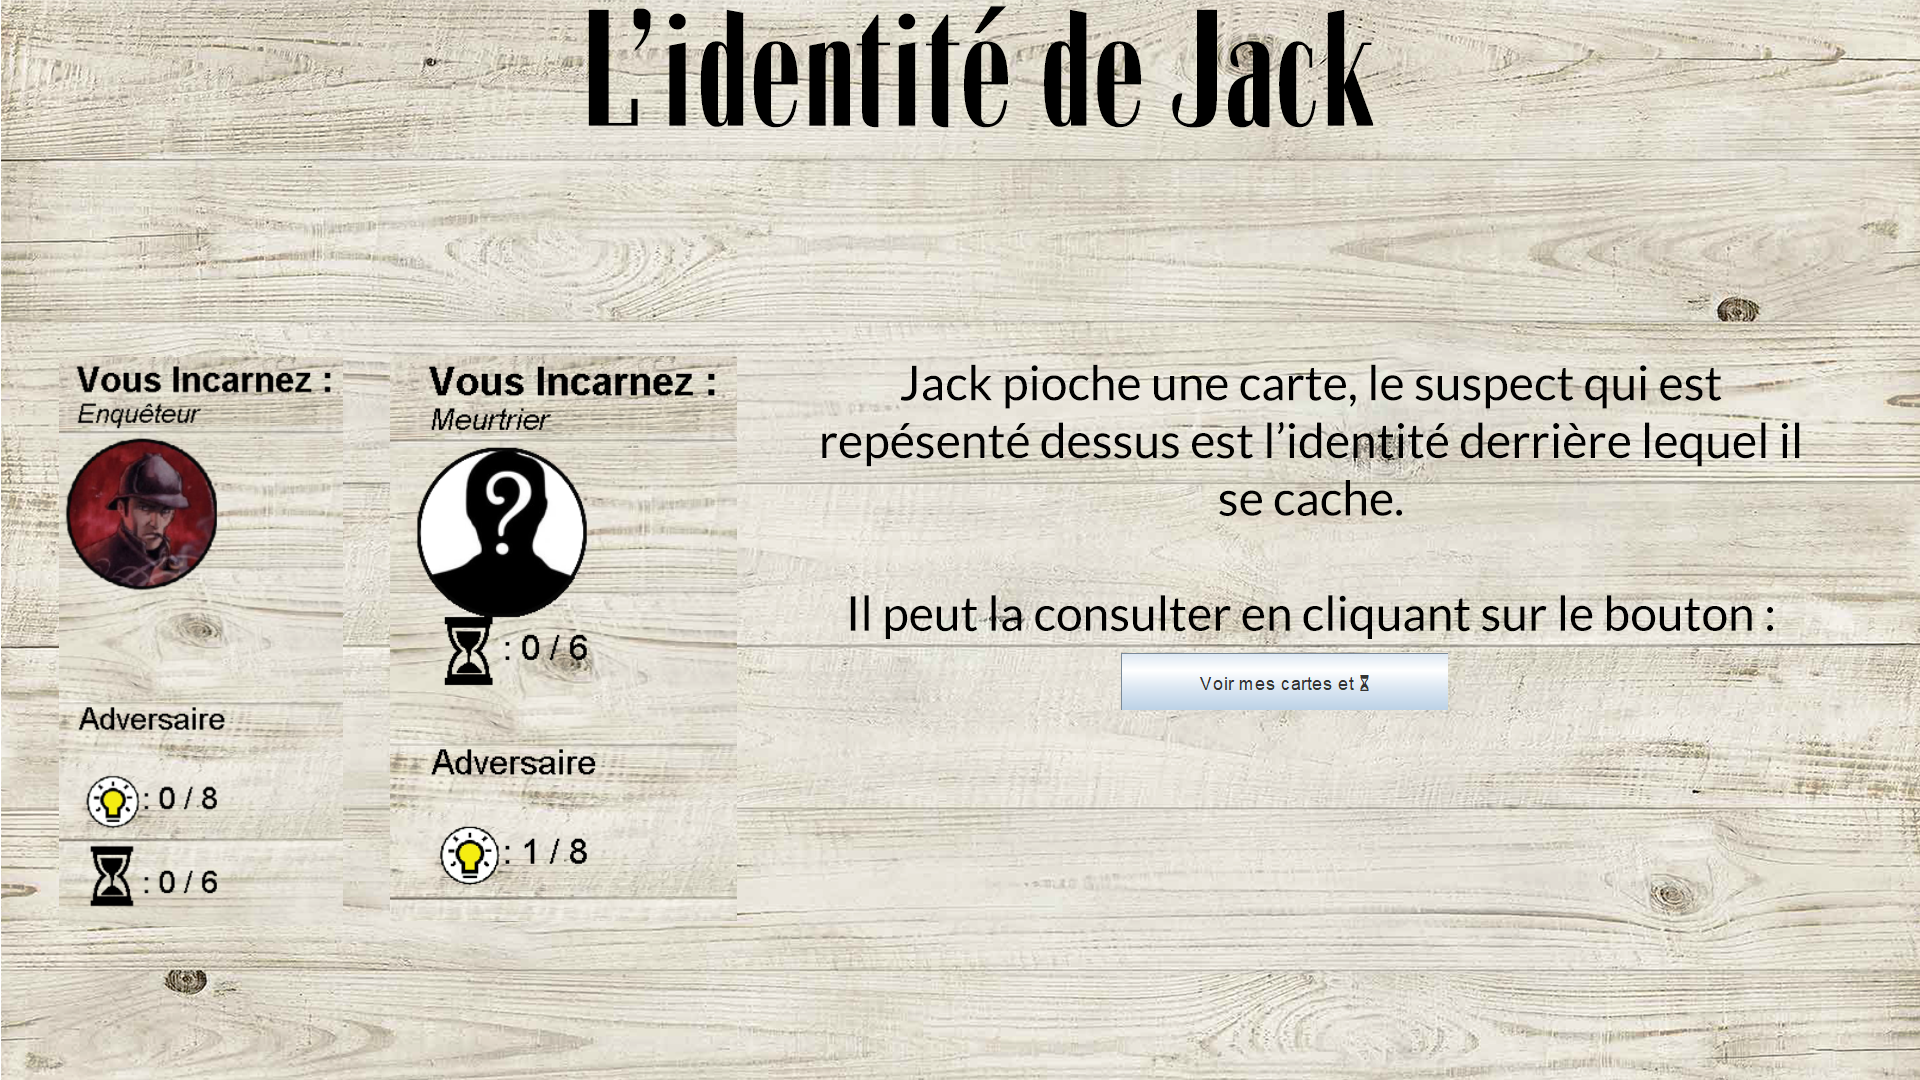 L’identité de Jack
Vous Incarnez :
Enquêteur
Adversaire
: 0 / 8
: 0 / 6
Vous Incarnez :
Meurtrier
?
: 0 / 6
Adversaire
: 1 / 8
Jack pioche une carte, le suspect qui est
repésenté dessus est l’identité derrière lequel il
se cache.
Il peut la consulter en cliquant sur le bouton :
Voir mes cartes et ⌛